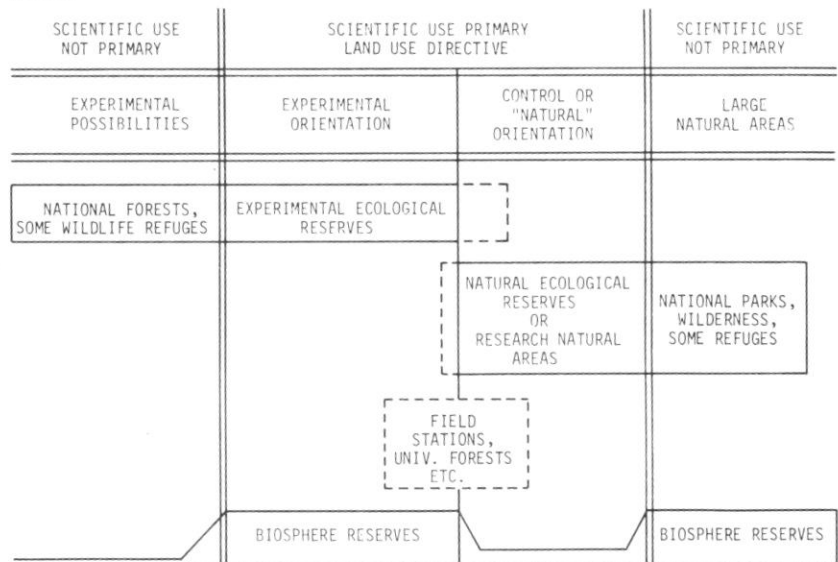 SCIENTIFIC USE
NOT PRIMARY
SCIENTIFIC USE PRIMARY
LAND USE DIRECTIVE
SCIENTIFIC USE
NOT PRIMARY
EXPERIMENTAL
POSSIBILITIES
EXPERIMENTAL
ORIENTATION
CONTROL OR
"NATURAL"
ORIENTATION
LARGE
NATURAL AREAS
NATIONAL FORESTS,
SOME WILDLIFE REFUGES
EXPERIMENTAL ECOLOGICAL
RESERVES
NATURAL ECOLOGICAL
RESERVES
OR
RESEARCH NATURAL
AREAS
NATIONAL PARKS,
WILDERNESS,
SOME REFUGES
FIELD
STATIONS,
UNIV. FORESTS
ETC.
BIOSPHERE RESERVES
BIOSPHERE RESERVES